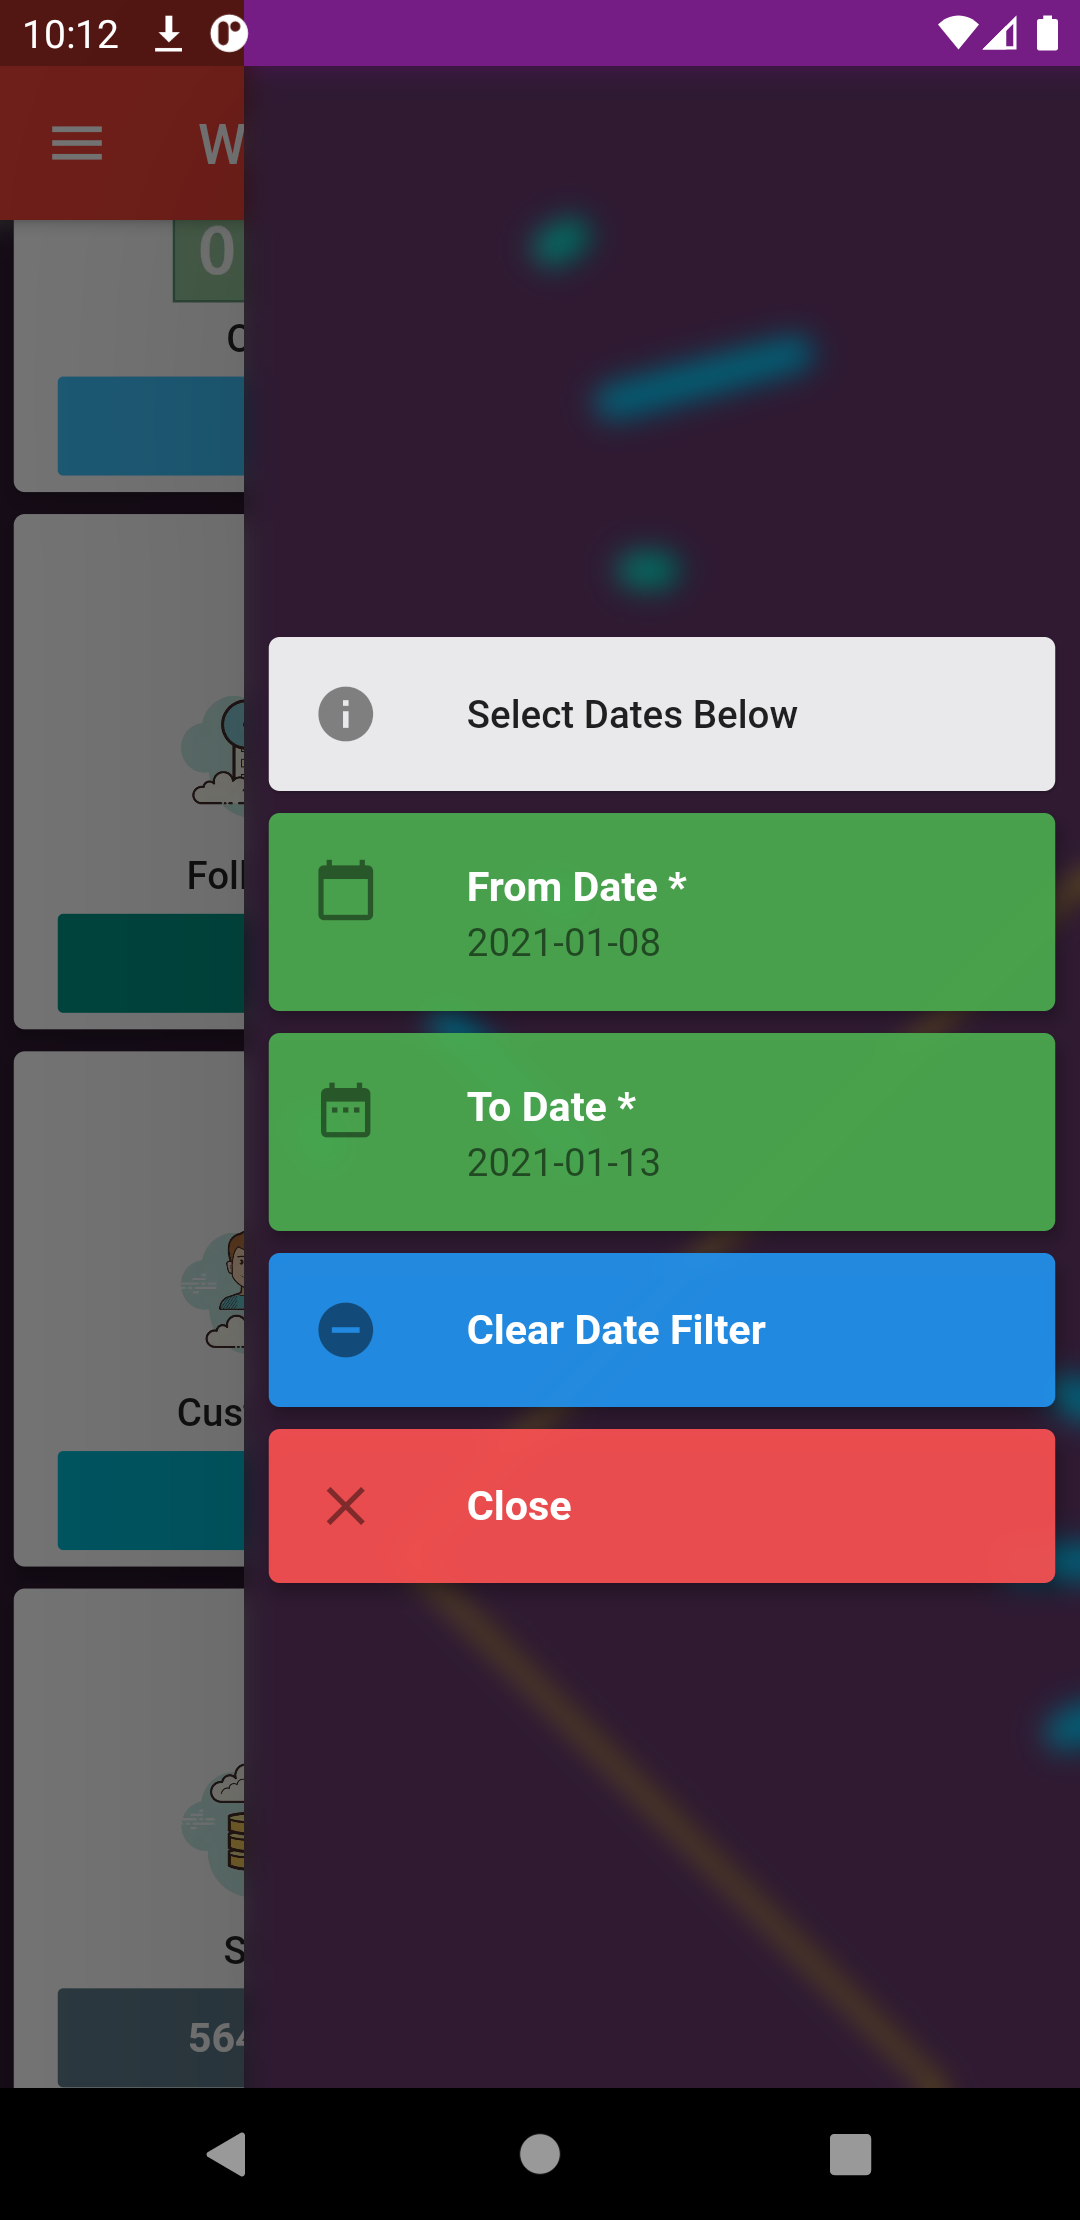 10:12
W
0
C
Select Dates Below
Foll
From Date *
2021-01-08
To Date *
2021-01-13
Clear Date Filter
Cus
Close
S
564